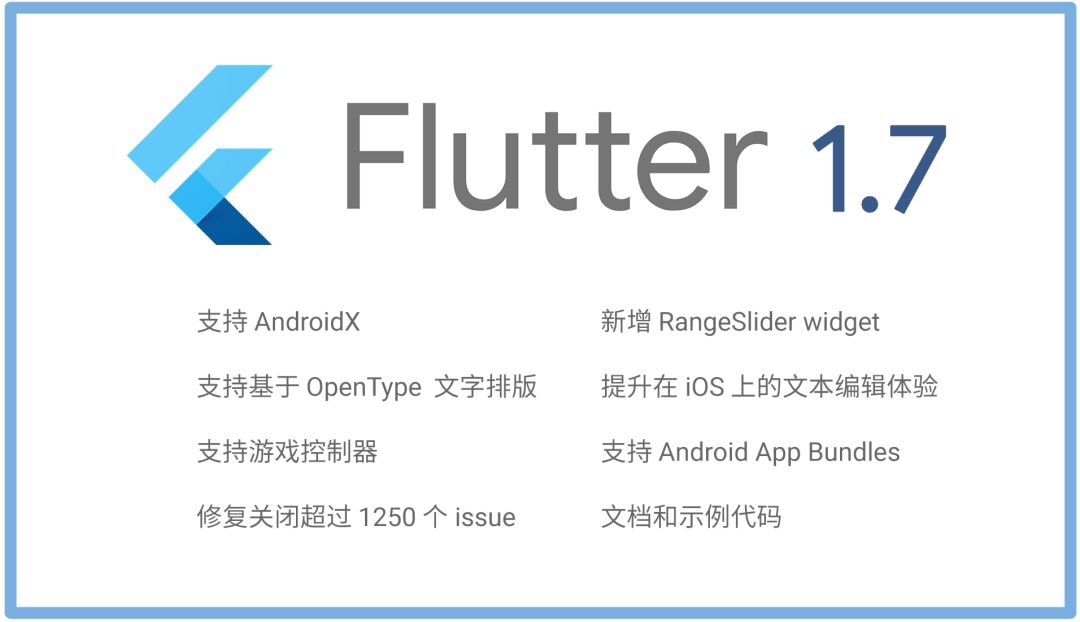 Flutter 1.7
支持 AndroidX
新增 RangeSlider widget
支持基于 OpenType 文字排版
提升在 iOS 上的文本编辑体验
支持游戏控制器
支持 Android App Bundles
修复关闭超过 1250 个 issue
文档和示例代码